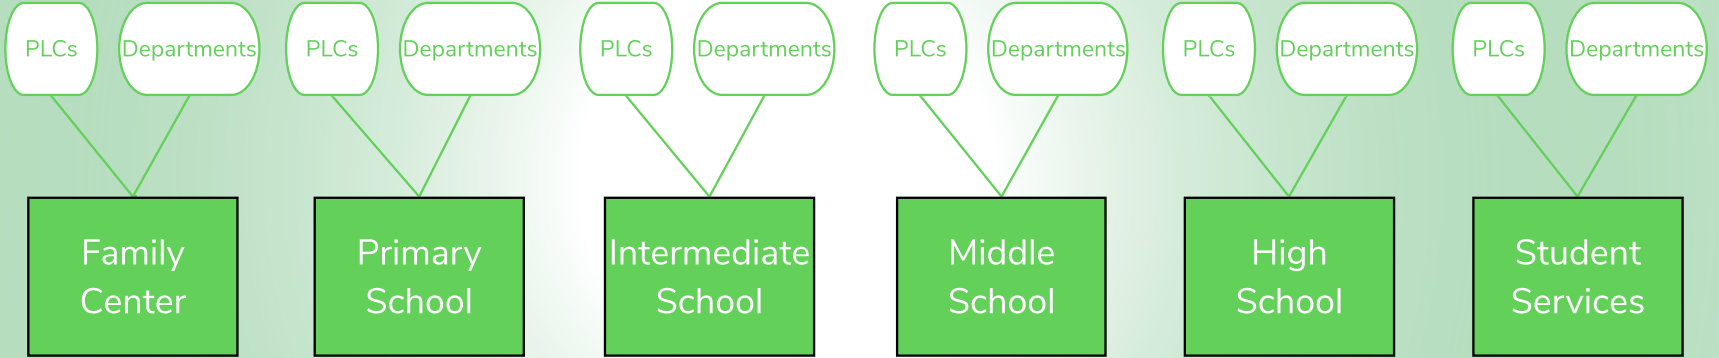 PLCs Departments PLCs Departments PLCs Departments PLCs Departments PLCs Departments PLCs Departments
Family
Center
Primary
School
Intermediate
School
Middle
School
High
School
Student
Services